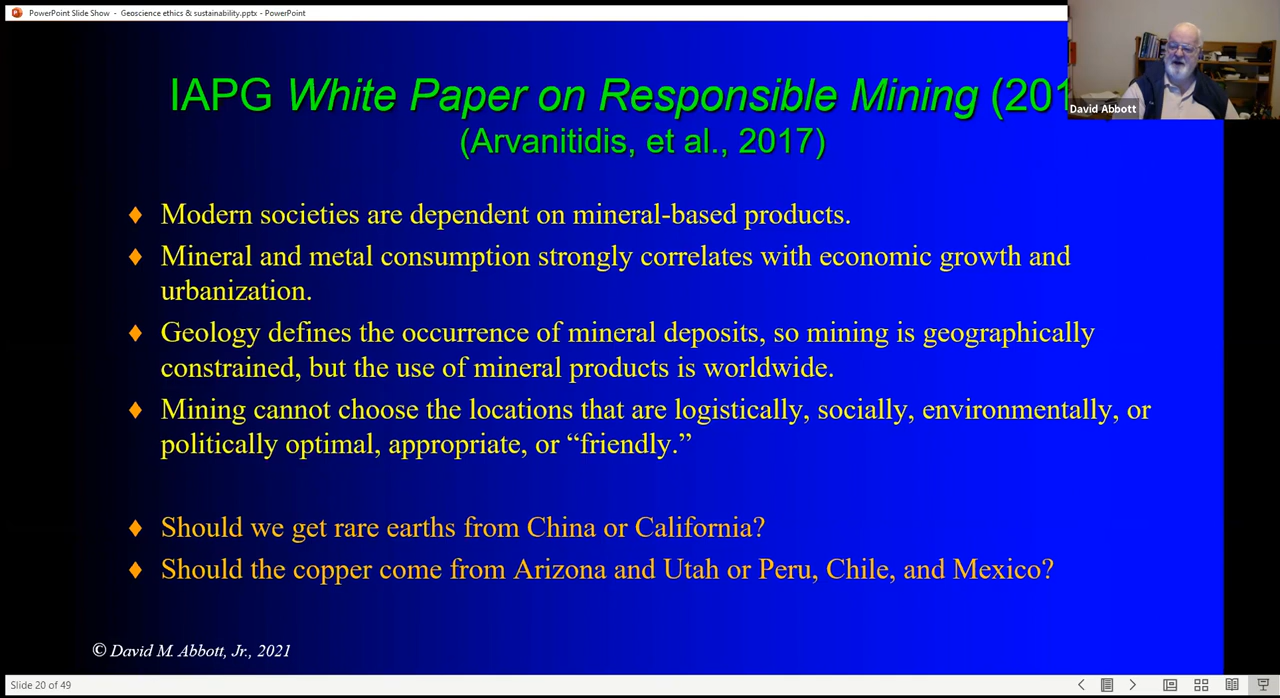 PowerPoint Slide Show - Geoscience ethics & sustainability.pptx - PowerPoint
IAPG White Paper on Responsible Mining (201
David Abbott
(Arvanitidis, et al., 2017)
♦ Modern societies are dependent on mineral-based products.
♦ Mineral and metal consumption strongly correlates with economic growth and
urbanization.
♦ Geology defines the occurrence of mineral deposits, so mining is geographically
constrained, but the use of mineral products is worldwide.
♦ Mining cannot choose the locations that are logistically, socially, environmentally, or
politically optimal, appropriate, or “friendly.”
♦ Should we get rare earths from China or California?
♦ Should the copper come from Arizona and Utah or Peru, Chile, and Mexico?
© David M. Abbott, Jr., 2021
Slide 20 of 49